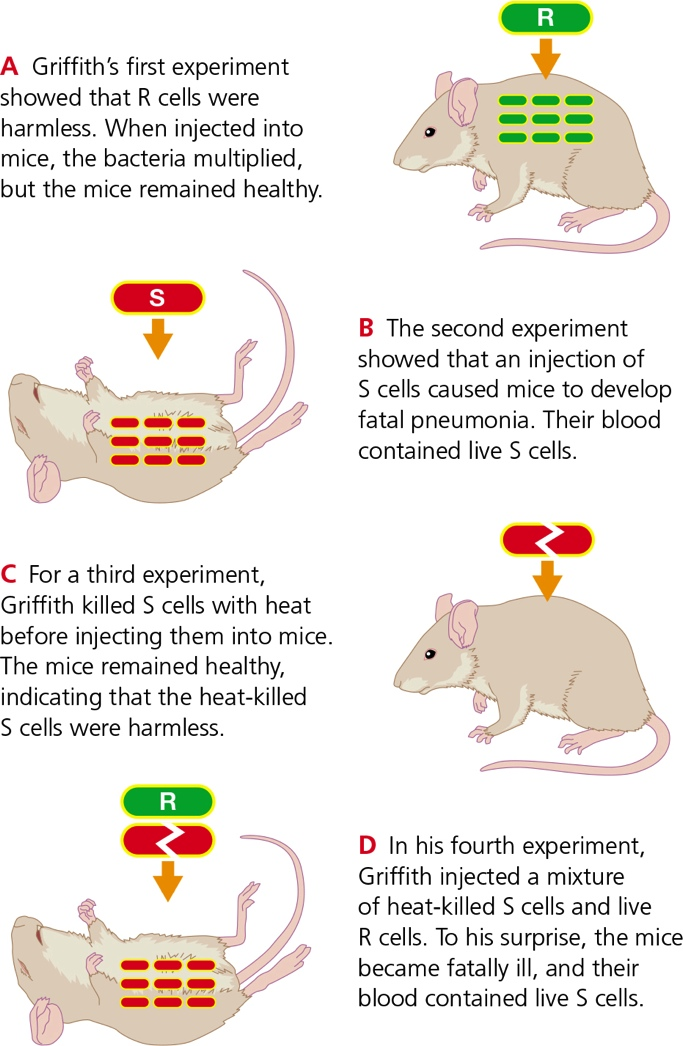 R
A Griffith’s first experiment
showed that R cells were
harmless. When injected into
mice, the bacteria multiplied,
but the mice remained healthy.
S
B The second experiment
showed that an injection of
S cells caused mice to develop
fatal pneumonia. Their blood
contained live S cells.
C For a third experiment,
Griffith killed S cells with heat
before injecting them into mice.
The mice remained healthy,
indicating that the heat-killed
S cells were harmless.
R
D In his fourth experiment,
Griffith injected a mixture
of heat-killed S cells and live
R cells. To his surprise, the mice
became fatally ill, and their
blood contained live S cells.